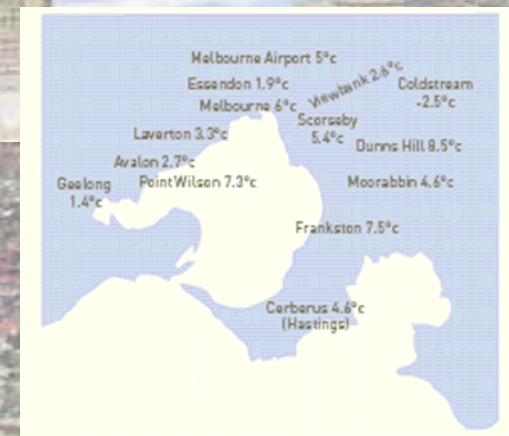 Melbourne Airport 5°c
Essendon 1.9°c
Viewbank 2.6°c
Coldstream
-2.5°c
Melbourne 6°c
Scorseby
5.4°c
Laverton 3.3°c
Dunns Hill 8.5°c
Avalon 2.7°c
Geelong
1.4°c
Point Wilson 7.3°c
Moorabbin 4.6°c
Frankston 7.5°c
Cerberus 4.6°c
(Hastings)